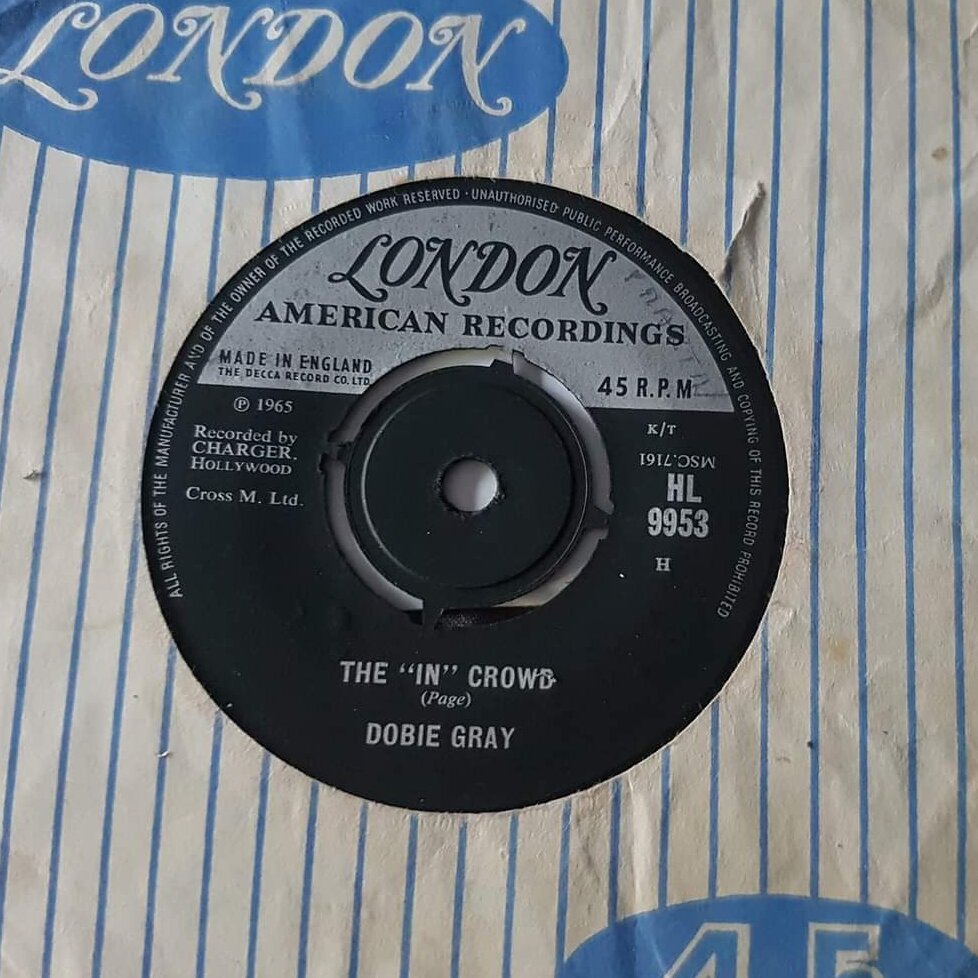 LONDON
ALL RIGHTS OF THE MANUFACTURER AND OF THE OWNER OF THE RECORDED WORK RESERVED · UNAUTHORISED PUBLIC PERFORMANCE BROADCASTING AND COPYING OF THIS RECORD PROHIBITED
LONDON
AMERICAN RECORDINGS
MADE IN ENGLAND
THE DECCA RECORD CO. LTD.
45 R.P.M.
℗ 1965
K/T
Recorded by
CHARGER,
HOLLYWOOD
MSC.7161
Cross M. Ltd.
HL
9953
H
THE “IN” CROWD
(Page)
DOBIE GRAY
45